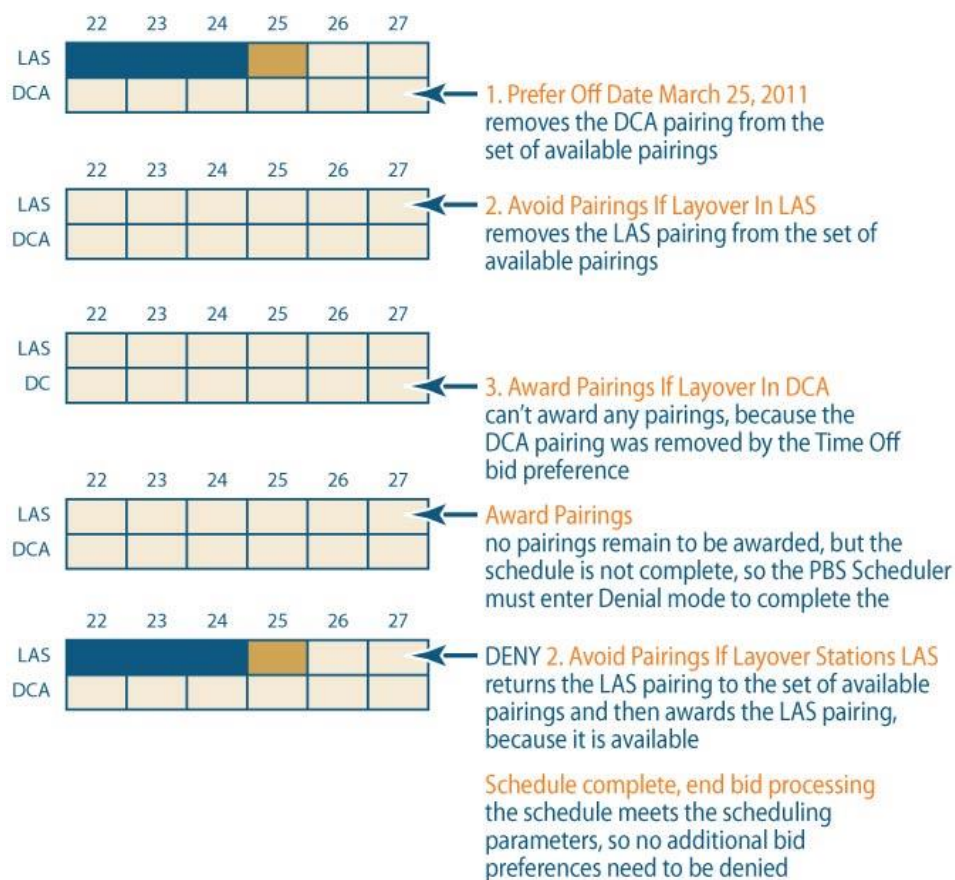 22 23 24 25 26 27
LAS
DCA
1. Prefer Off Date March 25, 2011
removes the DCA pairing from the
set of available pairings
22 23 24 25 26 27
LAS
DCA
2. Avoid Pairings If Layover In LAS
removes the LAS pairing from the set of
available pairings
22 23 24 25 26 27
LAS
DC
3. Award Pairings If Layover In DCA
can't award any pairings, because the
DCA pairing was removed by the Time Off
bid preference
22 23 24 25 26 27
LAS
DCA
Award Pairings
no pairings remain to be awarded, but the
schedule is not complete, so the PBS Scheduler
must enter Denial mode to complete the
22 23 24 25 26 27
LAS
DCA
DENY 2. Avoid Pairings If Layover Stations LAS
returns the LAS pairing to the set of available
pairings and then awards the LAS pairing,
because it is available
Schedule complete, end bid processing
the schedule meets the scheduling
parameters, so no additional bid
preferences need to be denied